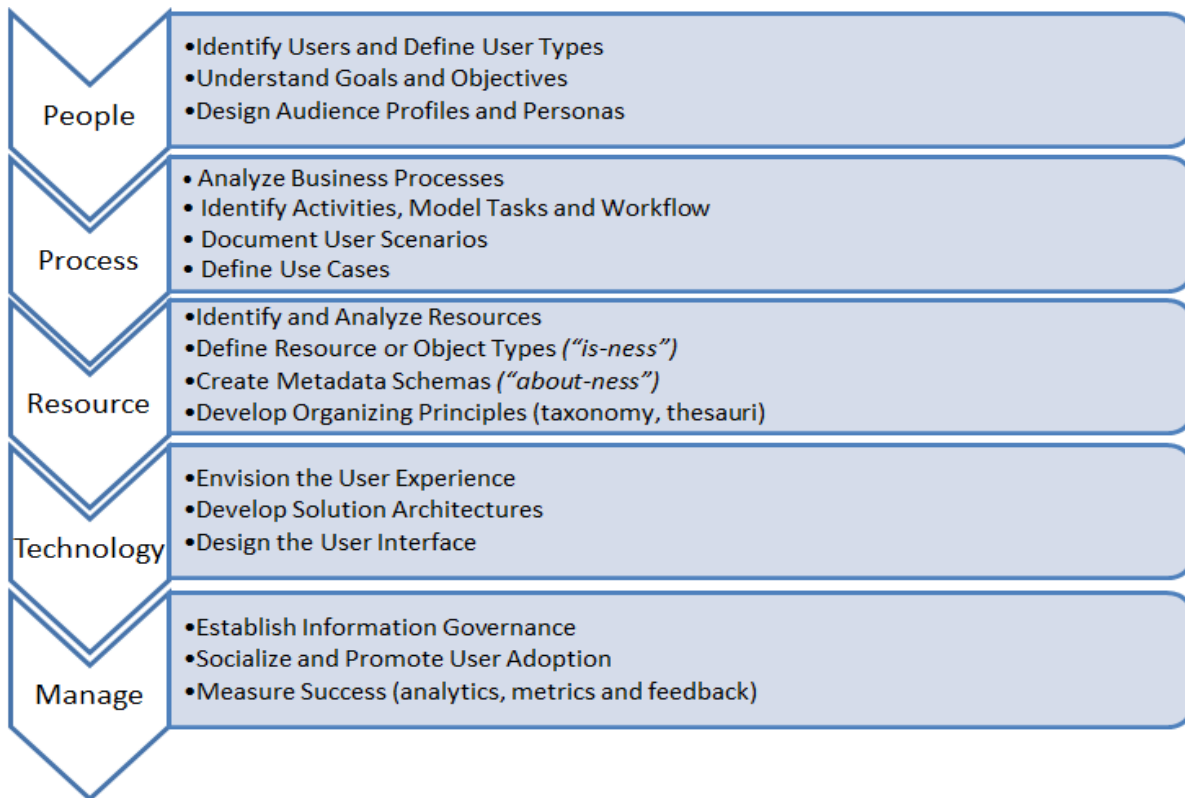 People
•Identify Users and Define User Types
•Understand Goals and Objectives
•Design Audience Profiles and Personas
Process
• Analyze Business Processes
• Identify Activities, Model Tasks and Workflow
• Document User Scenarios
• Define Use Cases
Resource
•Identify and Analyze Resources
•Define Resource or Object Types (“is-ness”)
•Create Metadata Schemas (“about-ness”)
•Develop Organizing Principles (taxonomy, thesauri)
Technology
•Envision the User Experience
•Develop Solution Architectures
•Design the User Interface
Manage
•Establish Information Governance
•Socialize and Promote User Adoption
•Measure Success (analytics, metrics and feedback)